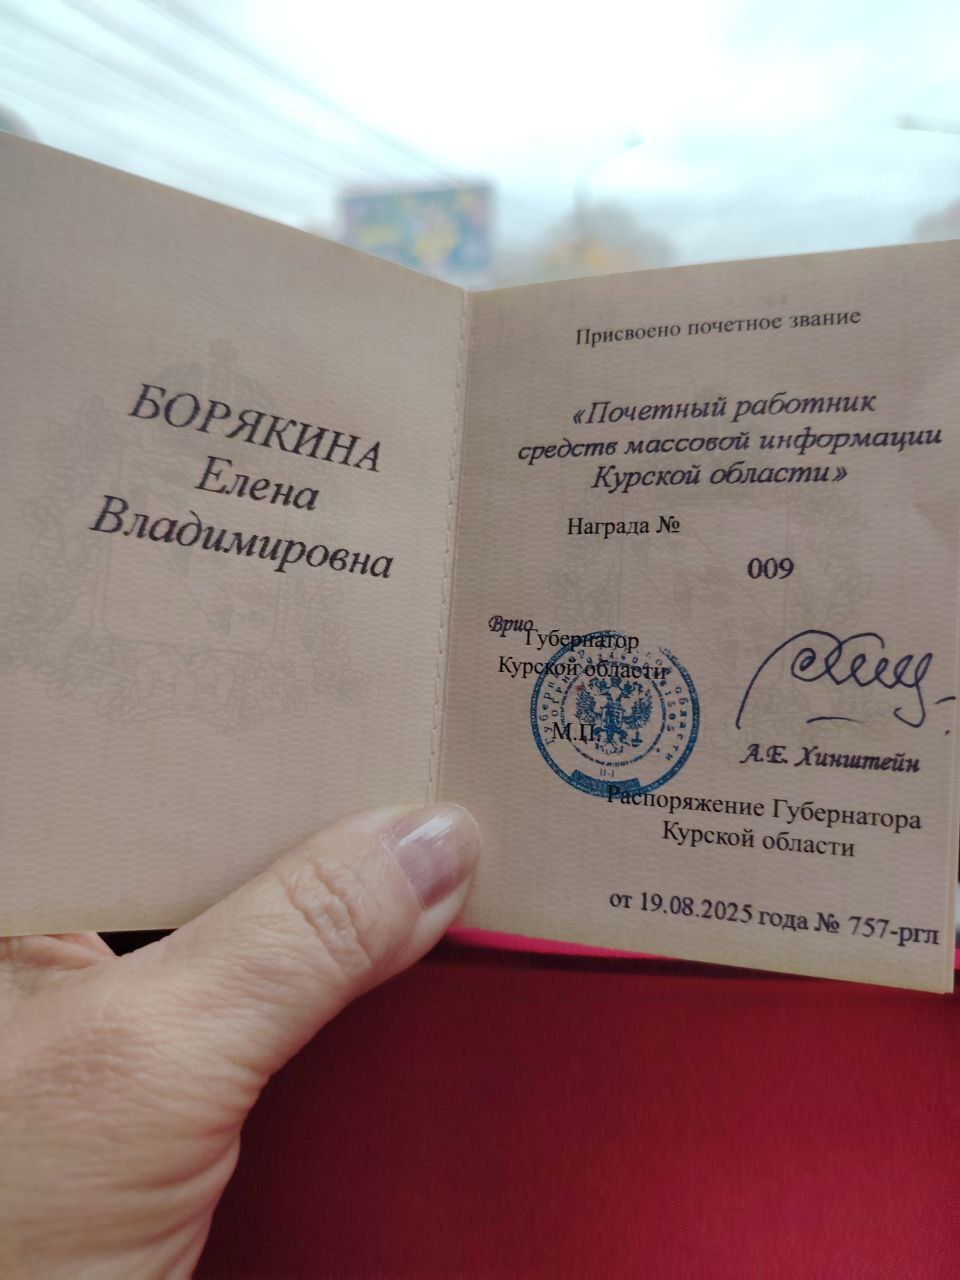 БОРЯКИНА
Елена
Владимировна
Присвоено почетное звание
«Почетный работник
средств массовой информации
Курской области»
Награда №
009
Врио
Губернатор
Курской области
М.П.
А.Е. Хинштейн
Распоряжение Губернатора
Курской области
от 19.08.2025 года № 757-ргл